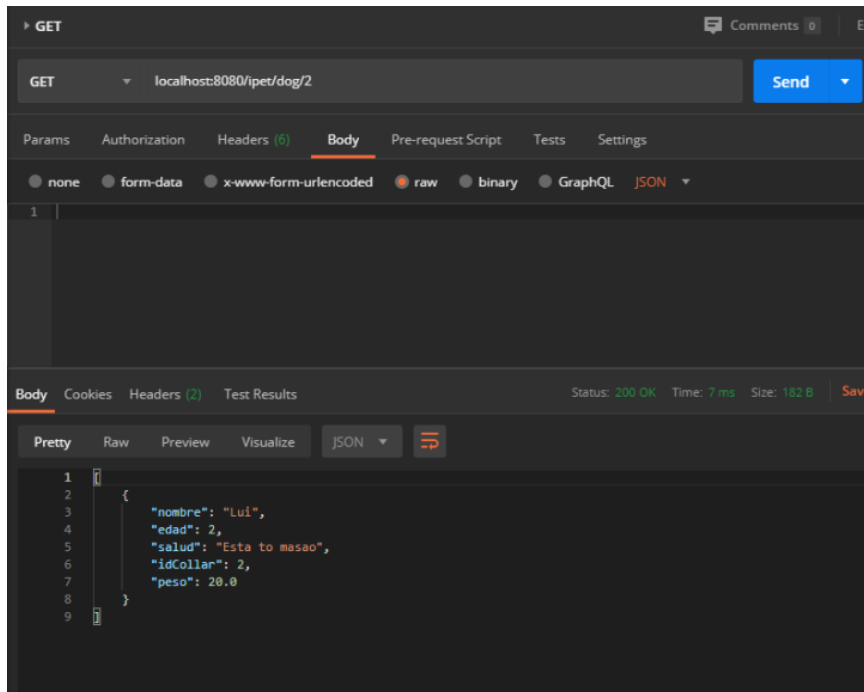 GET
Comments 0
GET localhost:8080/ipet/dog/2 Send
Params Authorization Headers (6) Body Pre-request Script Tests Settings
none form-data x-www-form-urlencoded raw binary GraphQL JSON
1
Body Cookies Headers (2) Test Results Status: 200 OK Time: 7 ms Size: 182 B Sav
Pretty Raw Preview Visualize JSON
1 [
2 {
3 "nombre": "Lui",
4 "edad": 2,
5 "salud": "Esta to masao",
6 "idCollar": 2,
7 "peso": 20.0
8 }
9 ]